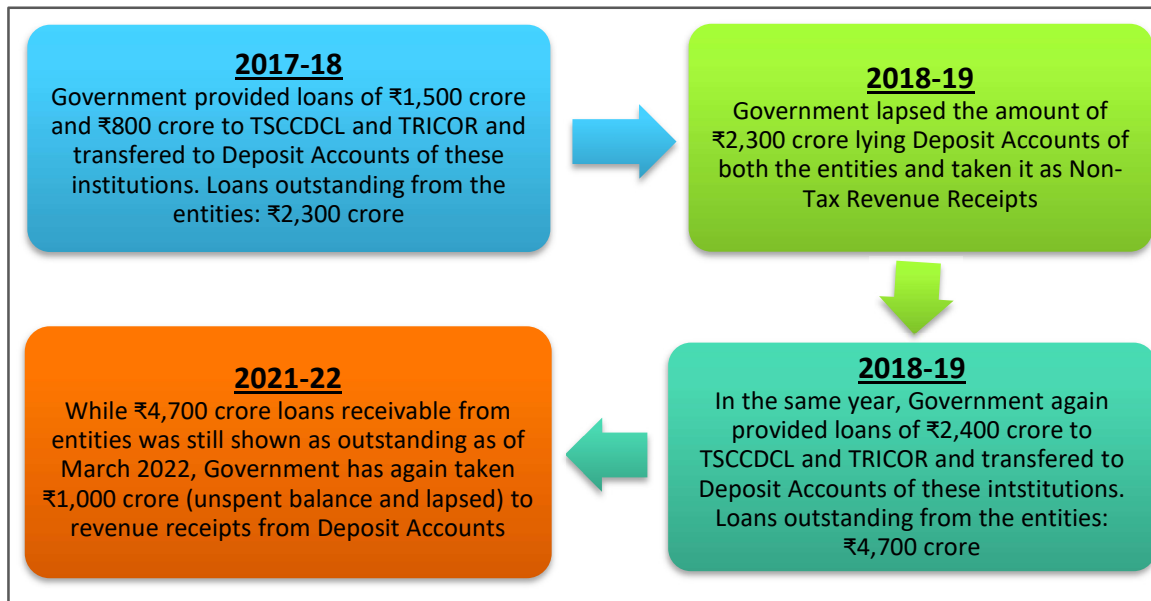 2017-18
Government provided loans of ₹1,500 crore
and ₹800 crore to TSCCDCL and TRICOR and
transfered to Deposit Accounts of these
institutions. Loans outstanding from the
entities: ₹2,300 crore
2018-19
Government lapsed the amount of
₹2,300 crore lying Deposit Accounts of
both the entities and taken it as Non-
Tax Revenue Receipts
2018-19
In the same year, Government again
provided loans of ₹2,400 crore to
TSCCDCL and TRICOR and transfered to
Deposit Accounts of these intstitutions.
Loans outstanding from the entities:
₹4,700 crore
2021-22
While ₹4,700 crore loans receivable from
entities was still shown as outstanding as of
March 2022, Government has again taken
₹1,000 crore (unspent balance and lapsed) to
revenue receipts from Deposit Accounts